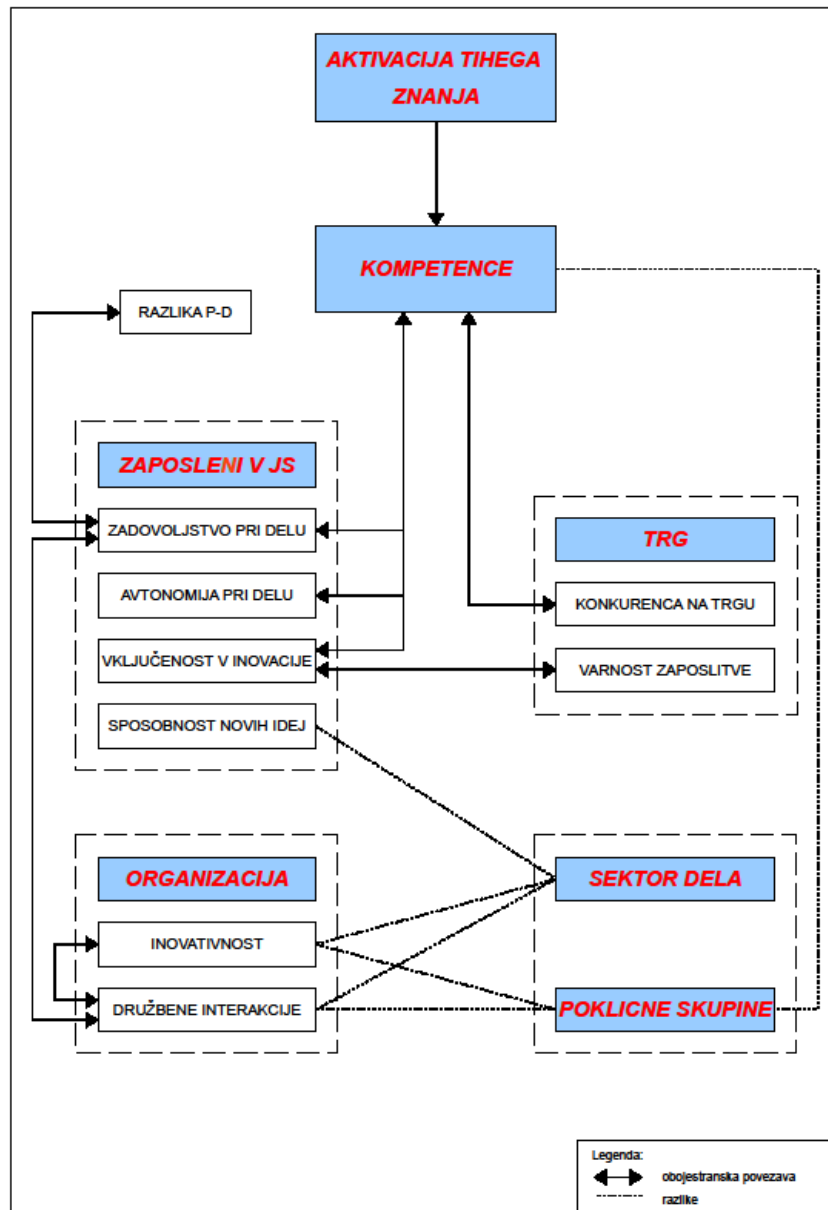 AKTIVACIJA TIHEGA
ZNANJA
KOMPETENCE
RAZLIKA P-D
ZAPOSLENI V JS
ZADOVOLJSTVO PRI DELU
AVTONOMIJA PRI DELU
VKLJUČENOST V INOVACIJE
SPOSOBNOST NOVIH IDEJ
TRG
KONKURENCA NA TRGU
VARNOST ZAPOSLITVE
ORGANIZACIJA
INOVATIVNOST
DRUŽBENE INTERAKCIJE
SEKTOR DELA
POKLICNE SKUPINE
Legenda:
obojestranska povezava
razlike